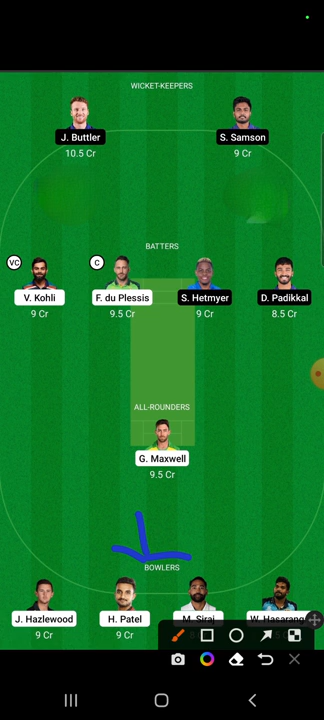 WICKET-KEEPERS
J. Buttler S. Samson
10.5 Cr 9 Cr
BATTERS
VC C
V. Kohli F. du Plessis S. Hetmyer D. Padikkal
9 Cr 9.5 Cr 9 Cr 8.5 Cr
ALL-ROUNDERS
G. Maxwell
9.5 Cr
BOWLERS
J. Hazlewood H. Patel M. Siraj W. Hasarang
9 Cr 9 Cr